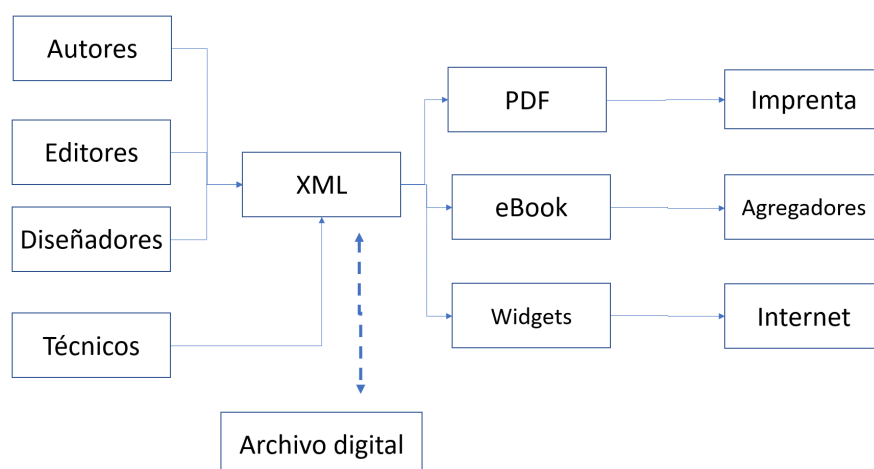 Autores
Editores
Diseñadores
Técnicos
XML
Archivo digital
PDF
eBook
Widgets
Imprenta
Agregadores
Internet